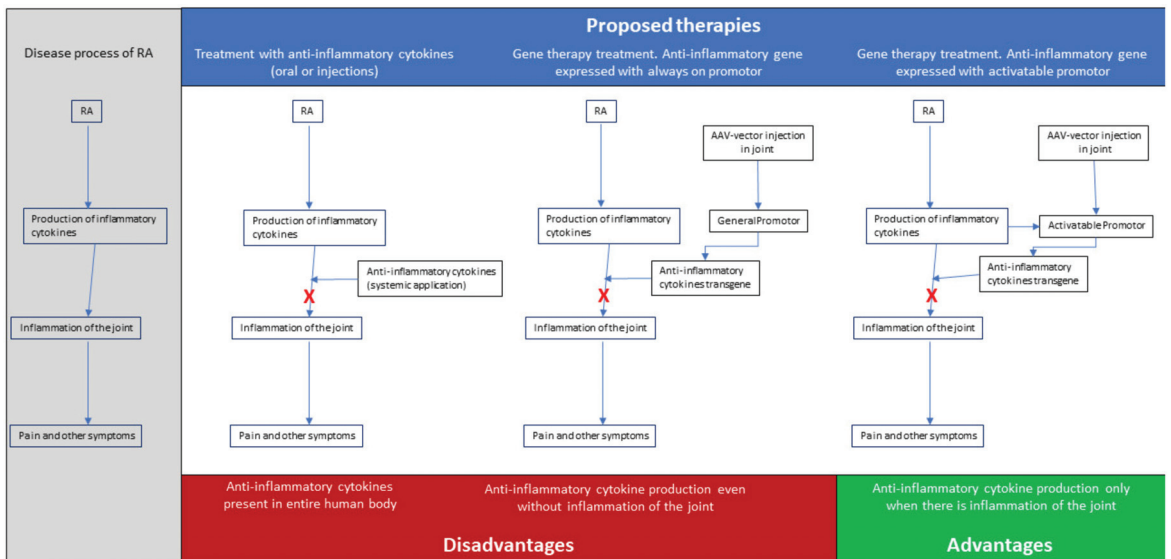 Proposed therapies
Disease process of RA
Treatment with anti-inflammatory cytokines
(oral or injections)
Gene therapy treatment. Anti-inflammatory gene
expressed with always on promotor
Gene therapy treatment. Anti-inflammatory gene
expressed with activatable promotor
RA
Production of inflammatory
cytokines
Inflammation of the joint
Pain and other symptoms
RA
Production of inflammatory
cytokines
Anti-inflammatory cytokines
(systemic application)
X
Inflammation of the joint
Pain and other symptoms
RA
AAV-vector injection
in joint
Production of inflammatory
cytokines
General Promotor
Anti-inflammatory
cytokines transgene
X
Inflammation of the joint
Pain and other symptoms
RA
AAV-vector injection
in joint
Production of inflammatory
cytokines
Activatable Promotor
Anti-inflammatory
cytokines transgene
X
Inflammation of the joint
Pain and other symptoms
Anti-inflammatory cytokines
present in entire human body
Anti-inflammatory cytokine production even
without inflammation of the joint
Disadvantages
Anti-inflammatory cytokine production only
when there is inflammation of the joint
Advantages